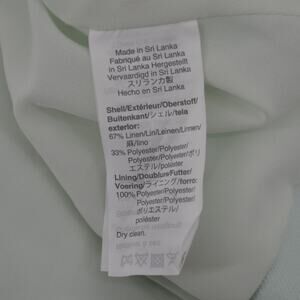 Made in Sri Lanka
Fabriqué au Sri Lanka
in Sri Lanka Hergestellt
Vervaardigd in Sri Lanka
スリランカ製
Hecho en Sri Lanka
Shell/Extérieur/Oberstoff/
Buitenkant/シェル/tela
exterior:
67% Linen/Lin/Leinen/Linnen/
麻/lino
33% Polyester/Polyester/
Polyester/Polyester/ポリ
エステル/poliéster
Lining/Doublure/Futter/
Voering/ライニング/forro:
100% Polyester/Polyester/
Polyester/Polyester/
ポリエステル/
poliéster
Dry clean.